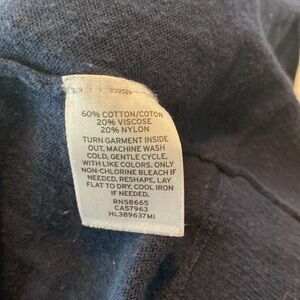 60% COTTON/COTON
20% VISCOSE
20% NYLON
TURN GARMENT INSIDE
OUT, MACHINE WASH
COLD, GENTLE CYCLE,
WITH LIKE COLORS. ONLY
NON-CHLORINE BLEACH IF
NEEDED, RESHAPE, LAY
FLAT TO DRY, COOL IRON
IF NEEDED.
RN58665
CA57963
HL389637MI